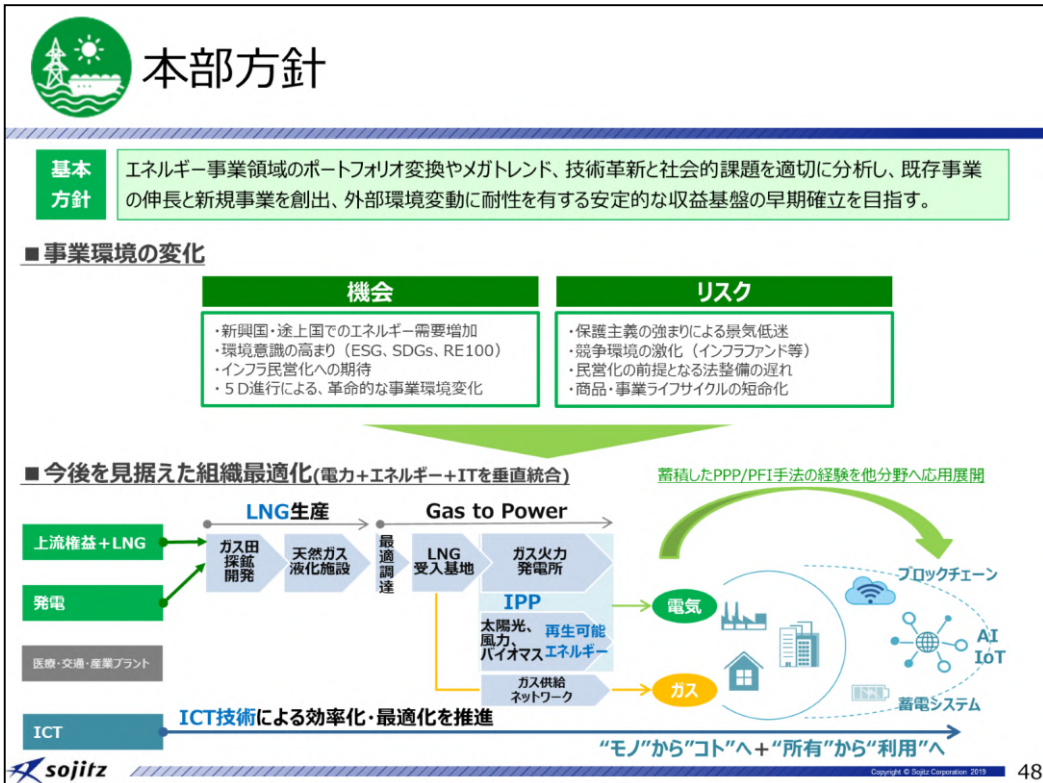 本部方針
基本
方針
エネルギー事業領域のポートフォリオ変換やメガトレンド、技術革新と社会的課題を適切に分析し、既存事業
の伸長と新規事業を創出、外部環境変動に耐性を有する安定的な収益基盤の早期確立を目指す。
■事業環境の変化
機会
・新興国・途上国でのエネルギー需要増加
・環境意識の高まり（ESG、SDGs、RE100）
・インフラ民営化への期待
・５D進行による、革命的な事業環境変化
リスク
・保護主義の強まりによる景気低迷
・競争環境の激化（インフラファンド等）
・民営化の前提となる法整備の遅れ
・商品・事業ライフサイクルの短命化
■今後を見据えた組織最適化(電力＋エネルギー＋ITを垂直統合)
蓄積したPPP/PFI手法の経験を他分野へ応用展開
LNG生産
Gas to Power
上流権益＋LNG
発電
医療・交通・産業プラント
ICT
ガス田
探鉱
開発
天然ガス
液化施設
最適調達
LNG
受入基地
ガス火力
発電所
IPP
太陽光、
風力、
バイオマス
再生可能
エネルギー
ガス供給
ネットワーク
電気
ガス
ブロックチェーン
AI
IoT
蓄電システム
ICT技術による効率化・最適化を推進
“モノ”から”コト”へ＋“所有”から“利用”へ
sojitz
Copyright © Sojitz Corporation 2019
48